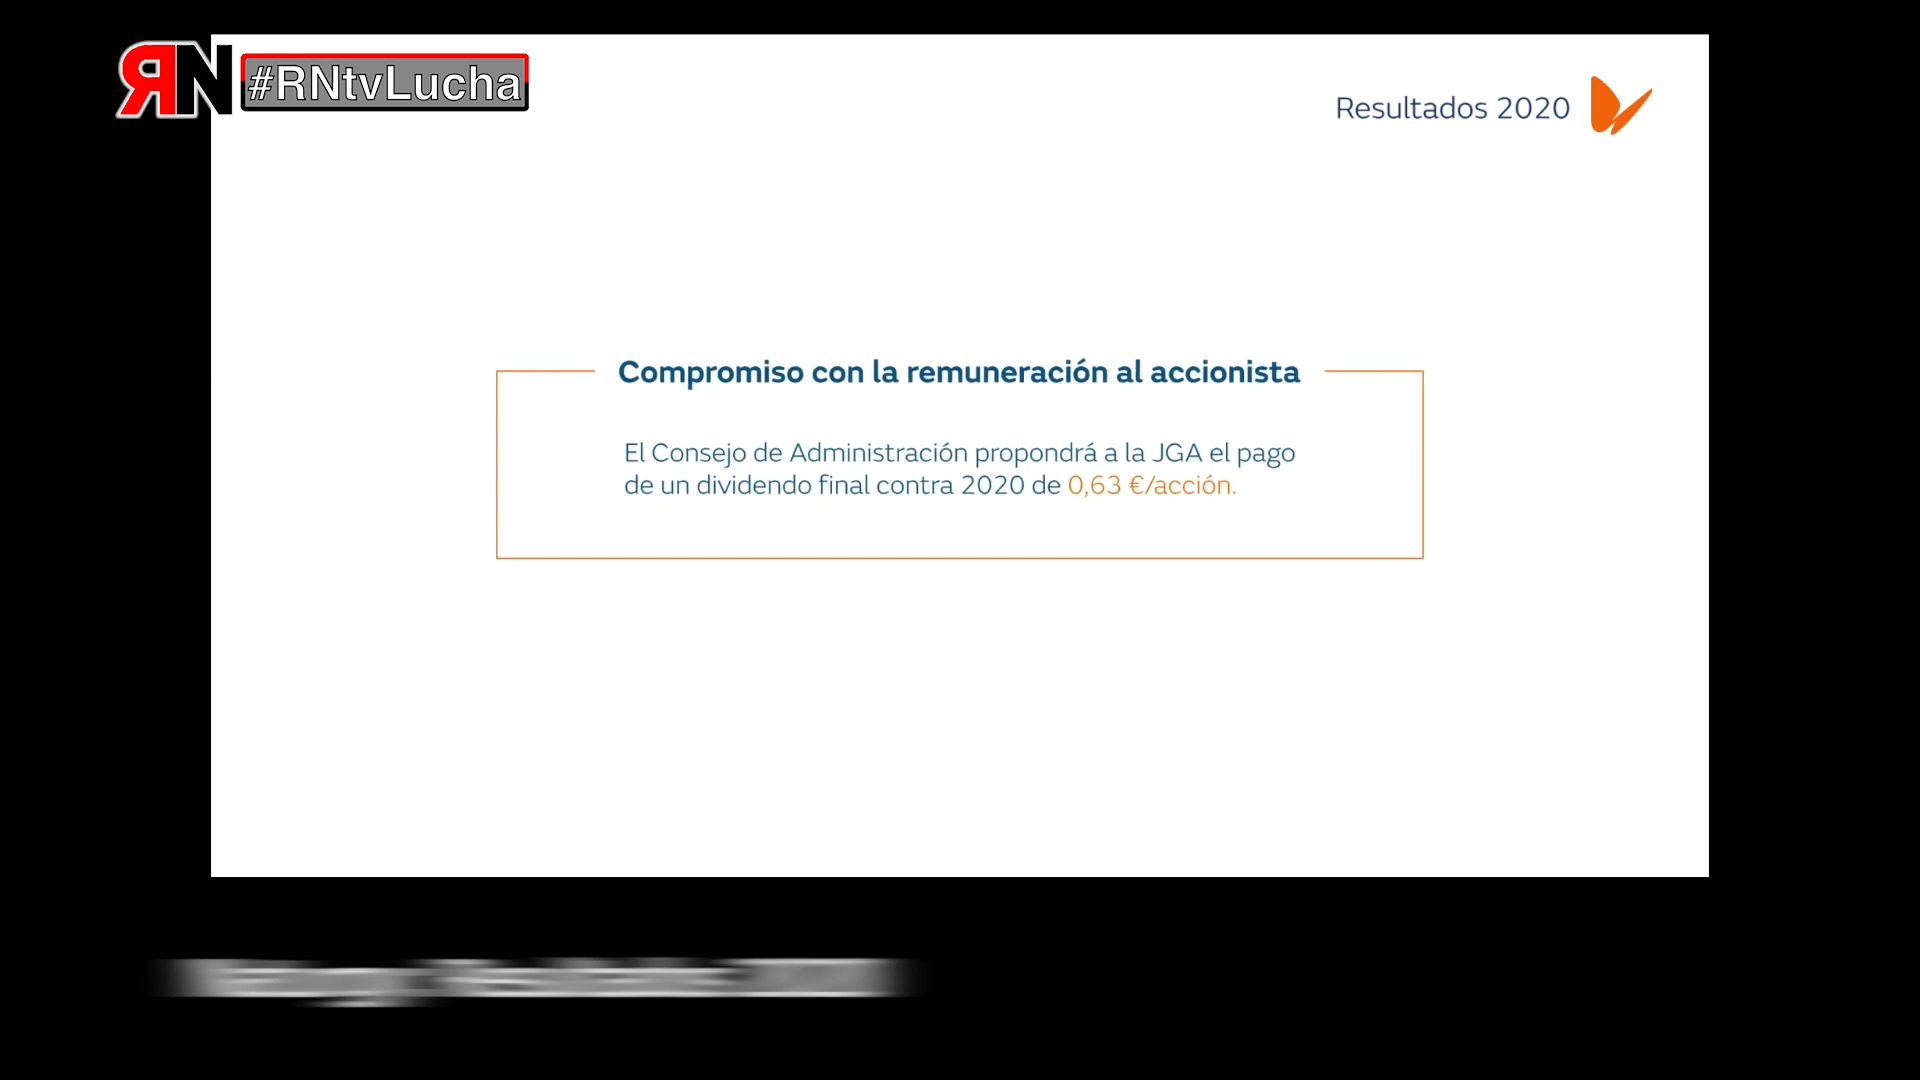 RN #RNtvLucha
Resultados 2020
Compromiso con la remuneración al accionista
El Consejo de Administración propondrá a la JGA el pago
de un dividendo final contra 2020 de 0,63 €/acción.